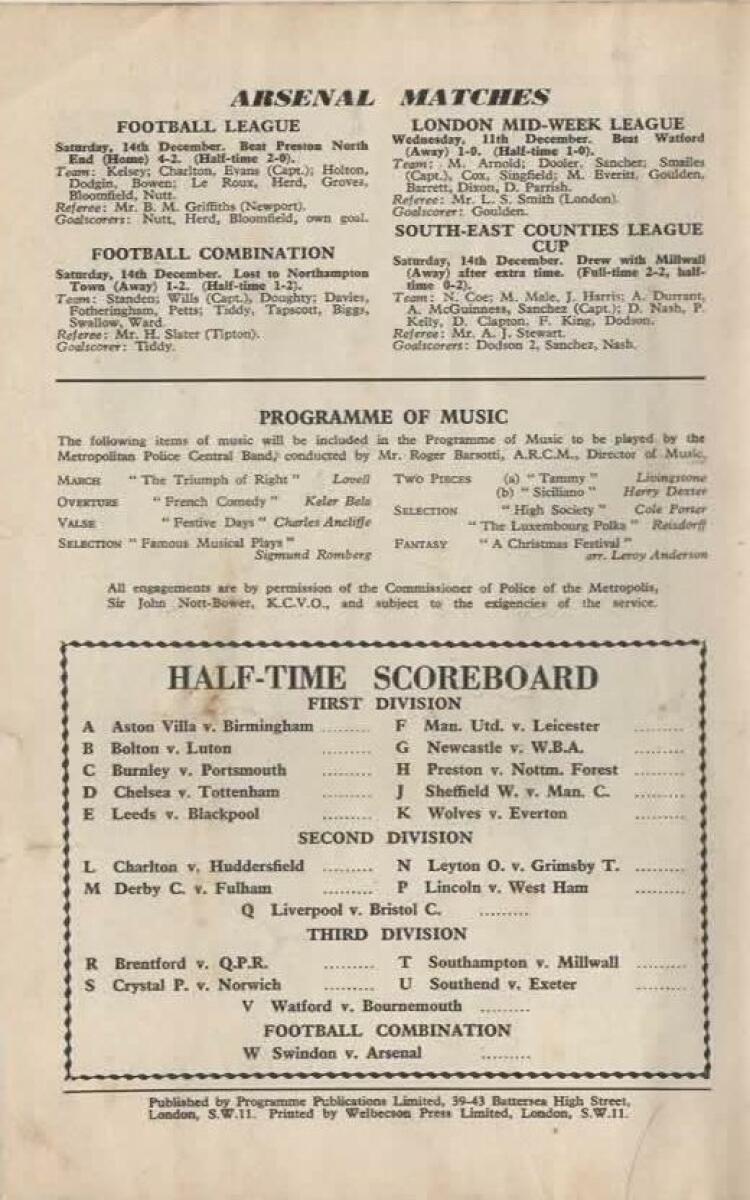 ARSENAL MATCHES
FOOTBALL LEAGUE
Saturday, 14th December. Beat Preston North
End (Home) 4-2. (Half-time 2-0).
Team: Kelsey; Charlton, Evans (Capt.); Holton,
Dodgin, Bowen; Le Roux, Herd, Groves,
Bloomfield, Nutt.
Referee: Mr. B. M. Griffiths (Newport).
Goalscorers: Nutt, Herd, Bloomfield, own goal.
FOOTBALL COMBINATION
Saturday, 14th December. Lost to Northampton
Town (Away) 1-2. (Half-time 1-2).
Team: Standen; Wills (Capt.), Doughty; Davies,
Fotheringham, Petts; Tiddy, Tapscott, Biggs,
Swallow, Ward.
Referee: Mr. H. Slater (Tipton).
Goalscorer: Tiddy.
LONDON MID-WEEK LEAGUE
Wednesday, 11th December. Beat Watford
(Away) 1-0. (Half-time 1-0).
Team: M. Arnold; Dooler, Sancher; Smailes
(Capt.), Cox, Singfield; M. Everitt, Goulden,
Barrett, Dixon, D. Parrish.
Referee: Mr. L. S. Smith (London).
Goalscorer: Goulden.
SOUTH-EAST COUNTIES LEAGUE
CUP
Saturday, 14th December. Drew with Millwall
(Away) after extra time. (Full-time 2-2, half-
time 0-2).
Team: N. Coe; M. Male, J. Harris; A. Durrant,
A. McGuinness, Sanchez (Capt.); D. Nash, P.
Kelly, D. Clapton, F. King, Dodson.
Referee: Mr. A. J. Stewart.
Goalscorers: Dodson 2, Sanchez, Nash.
PROGRAMME OF MUSIC
The following items of music will be included in the Programme of Music to be played by the
Metropolitan Police Central Band, conducted by Mr. Roger Barsotti, A.R.C.M., Director of Music.
MARCH "The Triumph of Right" Lovell
OVERTURE "French Comedy" Keler Bela
VALSE "Festive Days" Charles Ancliffe
SELECTION "Famous Musical Plays"
Sigmund Romberg
TWO PIECES (a) "Tammy" Livingstone
(b) "Siciliano" Harry Dexter
SELECTION "High Society" Cole Porter
"The Luxembourg Polka" Reisdorff
FANTASY "A Christmas Festival"
arr. Leroy Anderson
All engagements are by permission of the Commissioner of Police of the Metropolis,
Sir John Nott-Bower, K.C.V.O., and subject to the exigencies of the service.
HALF-TIME SCOREBOARD
FIRST DIVISION
A Aston Villa v. Birmingham .........
B Bolton v. Luton .........
C Burnley v. Portsmouth .........
D Chelsea v. Tottenham .........
E Leeds v. Blackpool .........
F Man. Utd. v. Leicester .........
G Newcastle v. W.B.A. .........
H Preston v. Nottm. Forest .........
J Sheffield W. v. Man. C. .........
K Wolves v. Everton .........
SECOND DIVISION
L Charlton v. Huddersfield .........
M Derby C. v. Fulham .........
N Leyton O. v. Grimsby T. .........
P Lincoln v. West Ham .........
Q Liverpool v. Bristol C. .........
THIRD DIVISION
R Brentford v. Q.P.R. .........
S Crystal P. v. Norwich .........
T Southampton v. Millwall .........
U Southend v. Exeter .........
V Watford v. Bournemouth .........
FOOTBALL COMBINATION
W Swindon v. Arsenal .........
Published by Programme Publications Limited, 39-43 Battersea High Street,
London, S.W.11. Printed by Welbecson Press Limited, London, S.W.11.